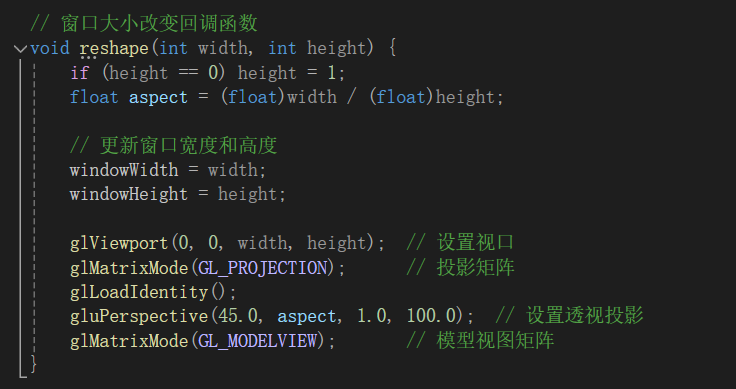 // 窗口大小改变回调函数
void reshape(int width, int height) {
    if (height == 0) height = 1;
    float aspect = (float)width / (float)height;

    // 更新窗口宽度和高度
    windowWidth = width;
    windowHeight = height;

    glViewport(0, 0, width, height);  // 设置视口
    glMatrixMode(GL_PROJECTION);      // 投影矩阵
    glLoadIdentity();
    gluPerspective(45.0, aspect, 1.0, 100.0);  // 设置透视投影
    glMatrixMode(GL_MODELVIEW);       // 模型视图矩阵
}